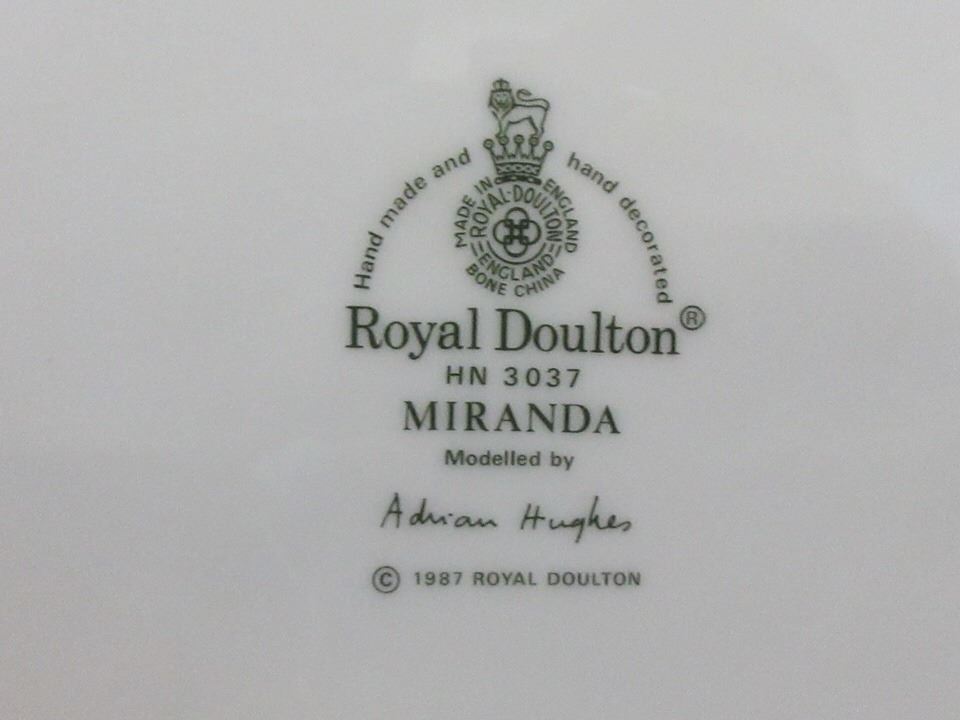 Hand made and hand decorated
MADE IN ENGLAND
ROYAL·DOULTON
ENGLAND
BONE CHINA
Royal Doulton®
HN 3037
MIRANDA
Modelled by
Adrian Hughes
© 1987 ROYAL DOULTON